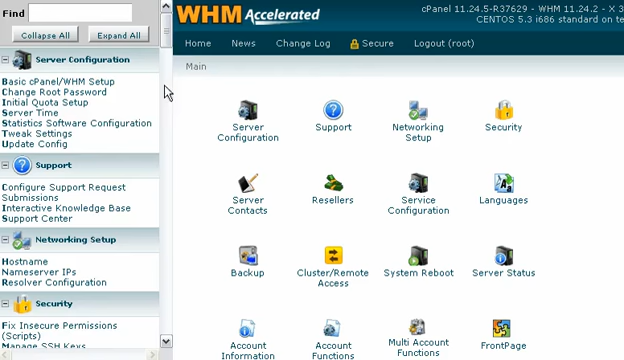 Find
Collapse All
Expand All
Server Configuration
Basic cPanel/WHM Setup
Change Root Password
Initial Quota Setup
Server Time
Statistics Software Configuration
Tweak Settings
Update Config
Support
Configure Support Request
Submissions
Interactive Knowledge Base
Support Center
Networking Setup
Hostname
Nameserver IPs
Resolver Configuration
Security
Fix Insecure Permissions
(Scripts)
Manage SSH Keys
WHM Accelerated
cPanel 11.24.5-R37629 - WHM 11.24.2 - X 3
CENTOS 5.3 i686 standard on te
Home
News
Change Log
Secure
Logout (root)
Main
Server
Configuration
Support
Networking
Setup
Security
Server
Contacts
Resellers
Service
Configuration
Languages
Backup
Cluster/Remote
Access
System Reboot
Server Status
Account
Information
Account
Functions
Multi Account
Functions
FrontPage